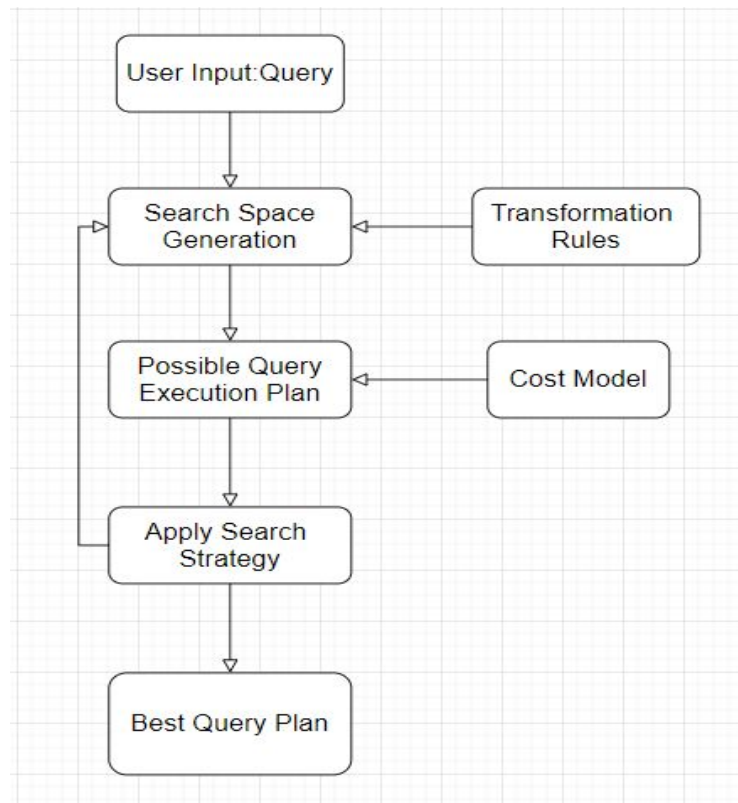 User Input:Query
Search Space
Generation
Transformation
Rules
Possible Query
Execution Plan
Cost Model
Apply Search
Strategy
Best Query Plan